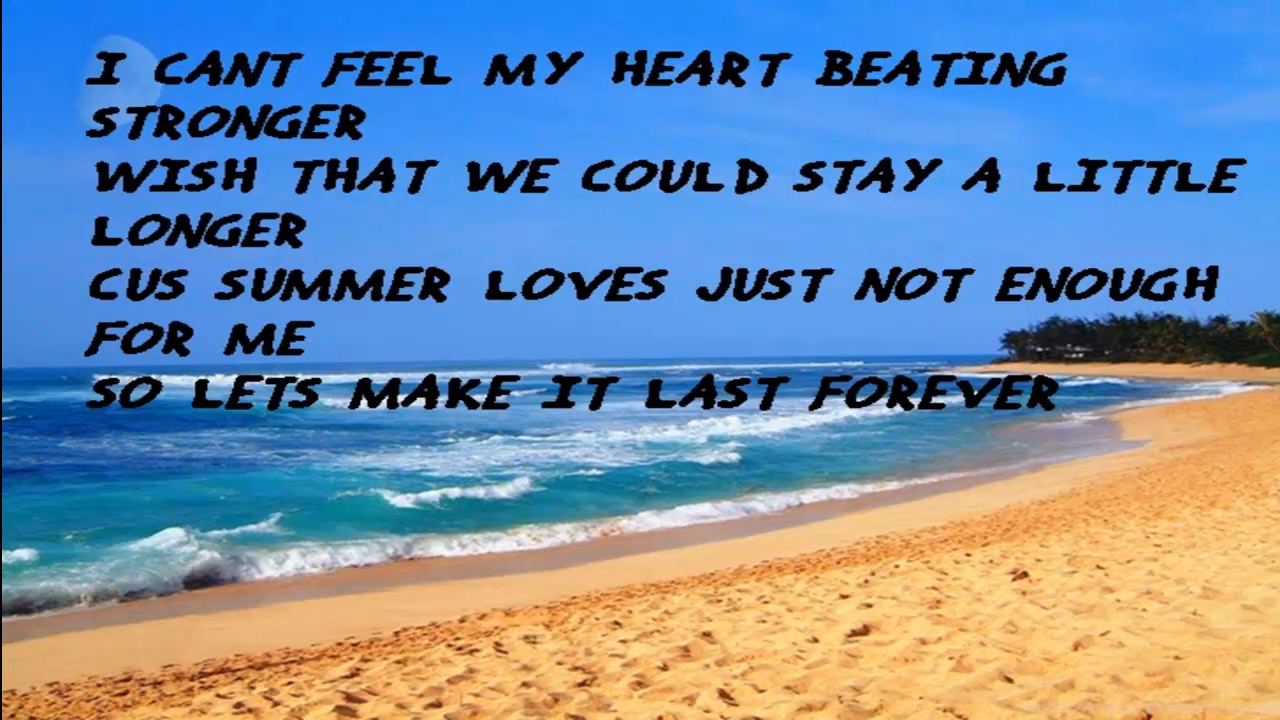 I CANT FEEL MY HEART BEATING
STRONGER
WISH THAT WE COULD STAY A LITTLE
LONGER
CUS SUMMER LOVES JUST NOT ENOUGH
FOR ME
SO LETS MAKE IT LAST FOREVER